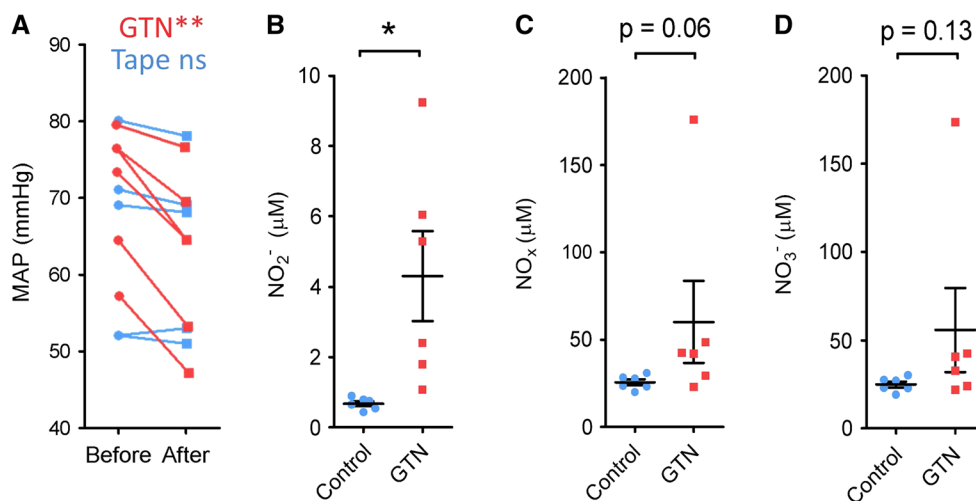 A
GTN**
Tape ns
MAP (mmHg)
90
80
70
60
50
40
Before After
B
*
NO₂⁻ (μM)
10
8
6
4
2
0
Control
GTN
C
p = 0.06
NOₓ (μM)
200
150
100
50
0
Control
GTN
D
p = 0.13
NO₃⁻ (μM)
200
150
100
50
0
Control
GTN